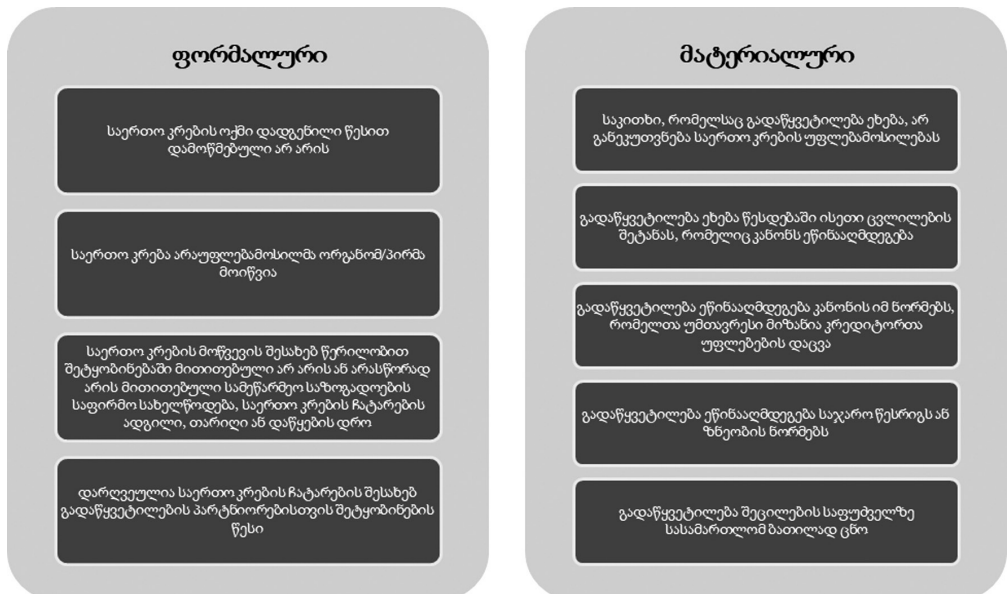 ფორმალური
საერთო კრების ოქმი დადგენილი წესით
დამოწმებული არ არის
საერთო კრება არაუფლებამოსილმა ორგანომ/პირმა
მოიწვია
საერთო კრების მოწვევის შესახებ წერილობით
შეტყობინებაში მითითებული არ არის ან არასწორად
არის მითითებული სამეწარმეო საზოგადოების
საფირმო სახელწოდება, საერთო კრების ჩატარების
ადგილი, თარიღი ან დაწყების დრო
დარღვეულია საერთო კრების ჩატარების შესახებ
გადაწყვეტილების პარტნიორებისთვის შეტყობინების
წესი
მატერიალური
საკითხი, რომელსაც გადაწყვეტილება ეხება, არ
განეკუთვნება საერთო კრების უფლებამოსილებას
გადაწყვეტილება ეხება წესდებაში ისეთი ცვლილების
შეტანას, რომელიც კანონს ეწინააღმდეგება
გადაწყვეტილება ეწინააღმდეგება კანონის იმ ნორმებს,
რომელთა უმთავრესი მიზანია კრედიტორთა
უფლებების დაცვა
გადაწყვეტილება ეწინააღმდეგება საჯარო წესრიგს ან
ზნეობის ნორმებს
გადაწყვეტილება შეცილების საფუძველზე
სასამართლომ ბათილად ცნო